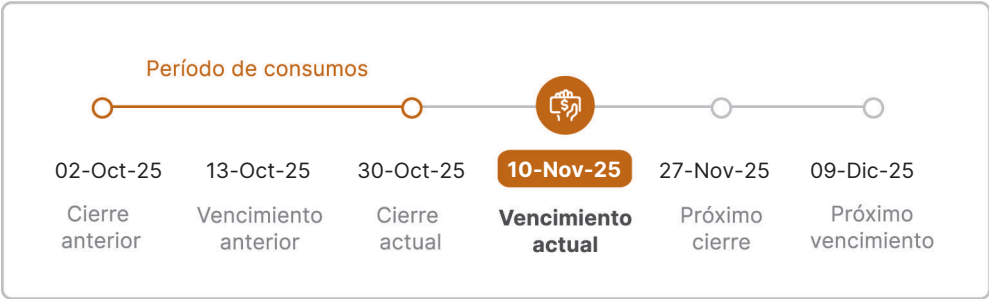 Período de consumos
$
02-Oct-25
13-Oct-25
30-Oct-25
10-Nov-25
27-Nov-25
09-Dic-25
Cierre
anterior
Vencimiento
anterior
Cierre
actual
Vencimiento
actual
Próximo
cierre
Próximo
vencimiento